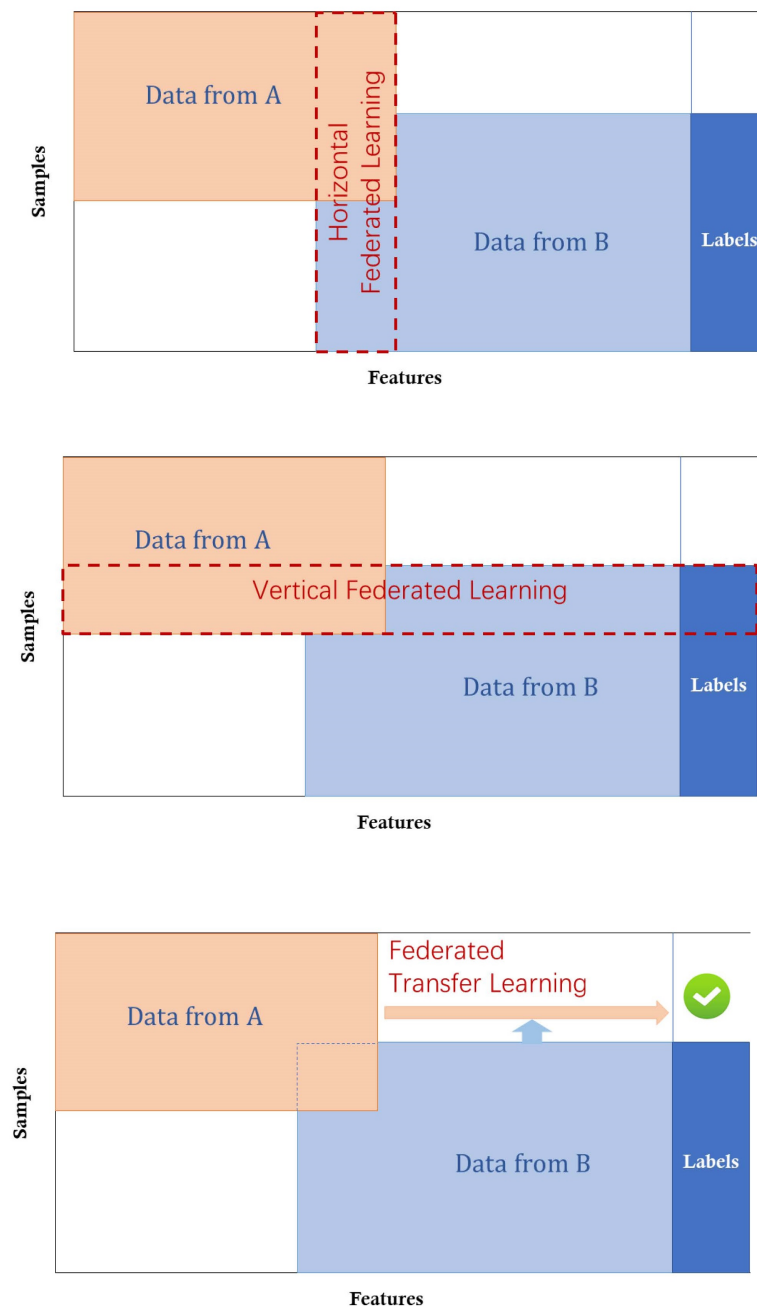 Data from A
Horizontal
Federated Learning
Data from B
Labels
Samples
Features
Data from A
Vertical Federated Learning
Data from B
Labels
Samples
Features
Federated
Transfer Learning
Data from A
Data from B
Labels
Samples
Features